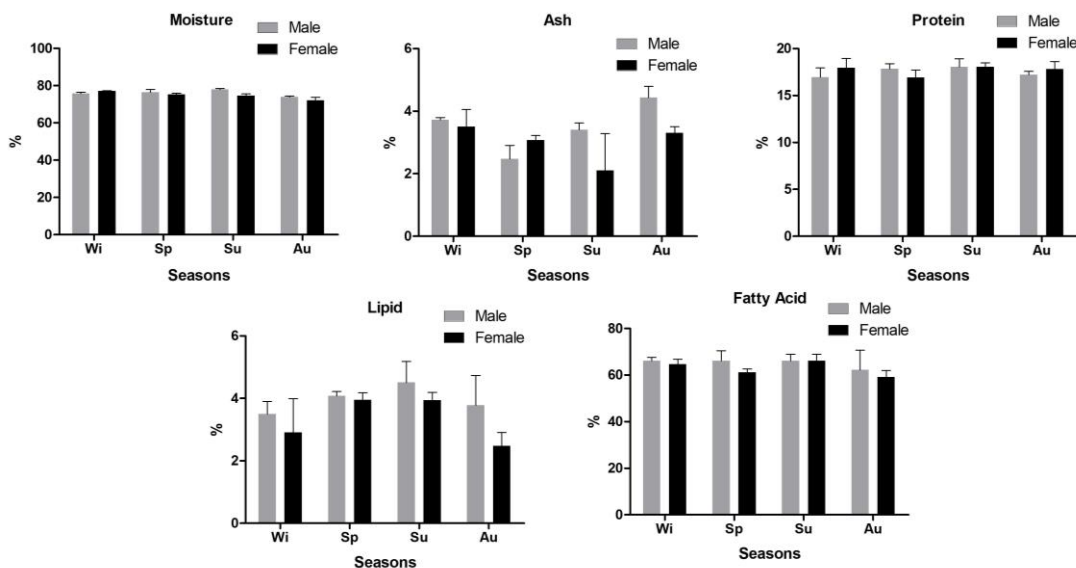 Moisture
Male
Female
100
80
60
40
20
0
%
Wi Sp Su Au
Seasons
Ash
Male
Female
6
4
2
0
%
Wi Sp Su Au
Seasons
Protein
Male
Female
20
15
10
5
0
%
Wi Sp Su Au
Seasons
Lipid
Male
Female
6
4
2
0
%
Wi Sp Su Au
Seasons
Fatty Acid
Male
Female
80
60
40
20
0
%
Wi Sp Su Au
Seasons